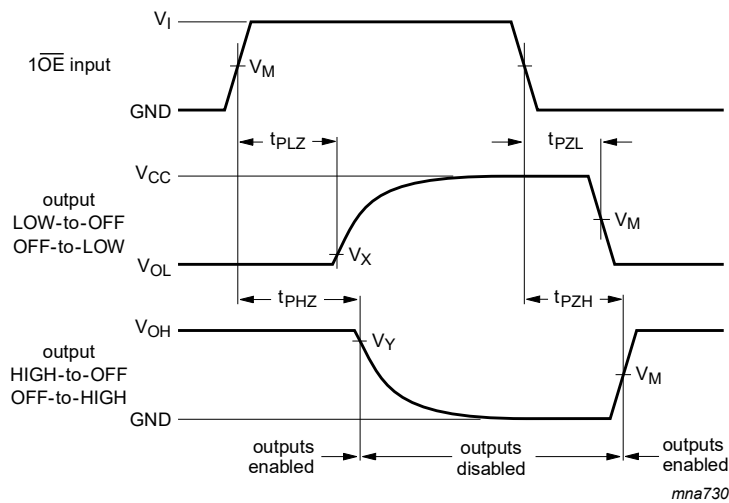 V_I
1O̅E̅ input
V_M
GND
t_PLZ
t_PZL
V_CC
output
LOW-to-OFF
OFF-to-LOW
V_M
V_X
V_OL
t_PHZ
t_PZH
V_OH
V_Y
output
HIGH-to-OFF
OFF-to-HIGH
V_M
GND
outputs
enabled
outputs
disabled
outputs
enabled
mna730